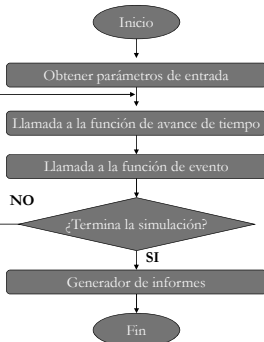 Inicio
Obtener parámetros de entrada
Llamada a la función de avance de tiempo
Llamada a la función de evento
NO
¿Termina la simulación?
SI
Generador de informes
Fin